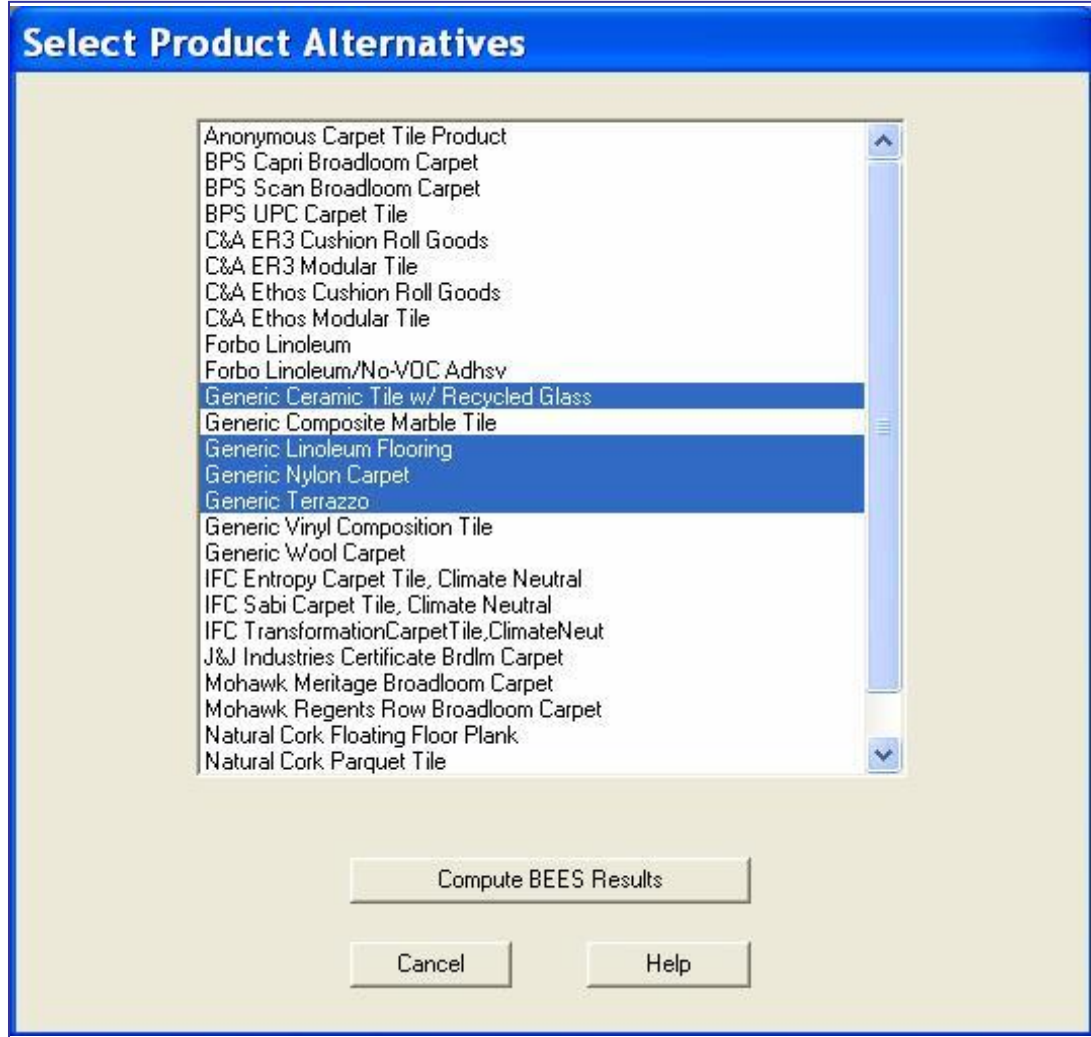 Select Product Alternatives
Anonymous Carpet Tile Product
BPS Capri Broadloom Carpet
BPS Scan Broadloom Carpet
BPS UPC Carpet Tile
C&A ER3 Cushion Roll Goods
C&A ER3 Modular Tile
C&A Ethos Cushion Roll Goods
C&A Ethos Modular Tile
Forbo Linoleum
Forbo Linoleum/No-VOC Adhsv
Generic Ceramic Tile w/ Recycled Glass
Generic Composite Marble Tile
Generic Linoleum Flooring
Generic Nylon Carpet
Generic Terrazzo
Generic Vinyl Composition Tile
Generic Wool Carpet
IFC Entropy Carpet Tile, Climate Neutral
IFC Sabi Carpet Tile, Climate Neutral
IFC TransformationCarpetTile,ClimateNeut
J&J Industries Certificate Brdlm Carpet
Mohawk Meritage Broadloom Carpet
Mohawk Regents Row Broadloom Carpet
Natural Cork Floating Floor Plank
Natural Cork Parquet Tile
Compute BEES Results
Cancel
Help